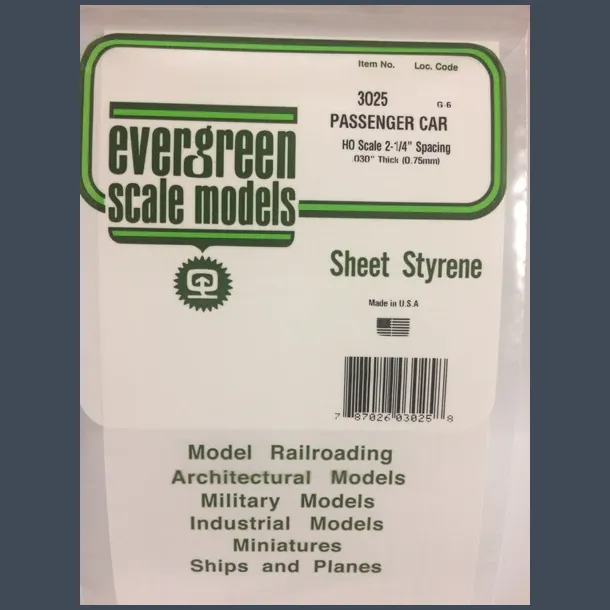 Item No. Loc. Code
3025 G-6
PASSENGER CAR
HO Scale 2-1/4" Spacing
.030" Thick (0.75mm)
evergreen
scale models
Sheet Styrene
Made in U.S.A
7 87026 03025 8
Model Railroading
Architectural Models
Military Models
Industrial Models
Miniatures
Ships and Planes